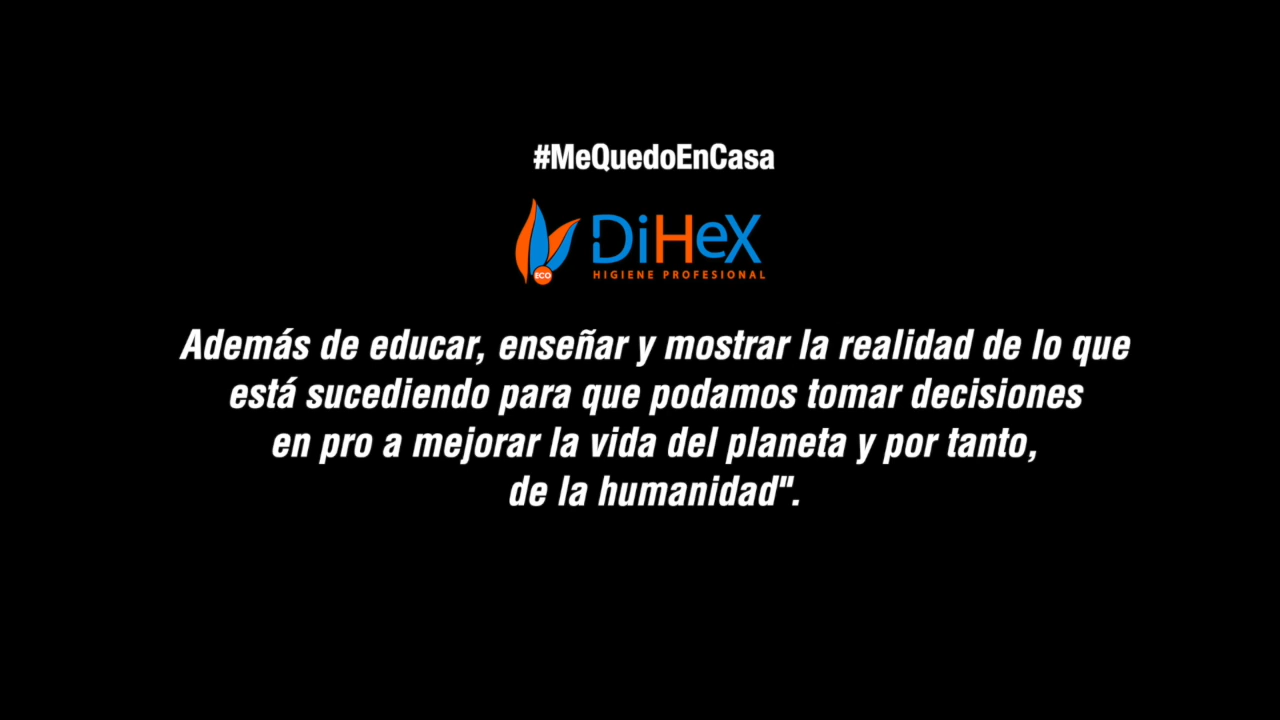 #MeQuedoEnCasa
DiHeX
ECO
HIGIENE PROFESIONAL
Además de educar, enseñar y mostrar la realidad de lo que
está sucediendo para que podamos tomar decisiones
en pro a mejorar la vida del planeta y por tanto,
de la humanidad".